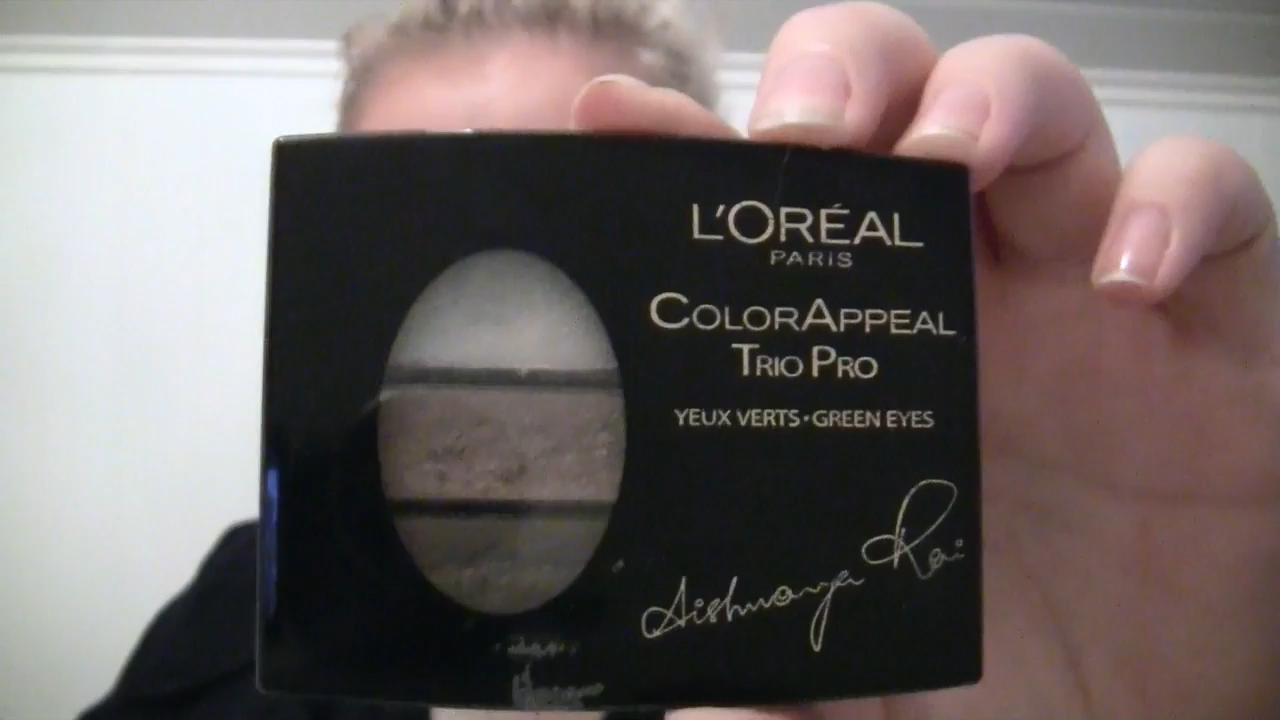 L'ORÉAL
PARIS
COLORAPPEAL
TRIO PRO
YEUX VERTS•GREEN EYES
Aishwarya Rai